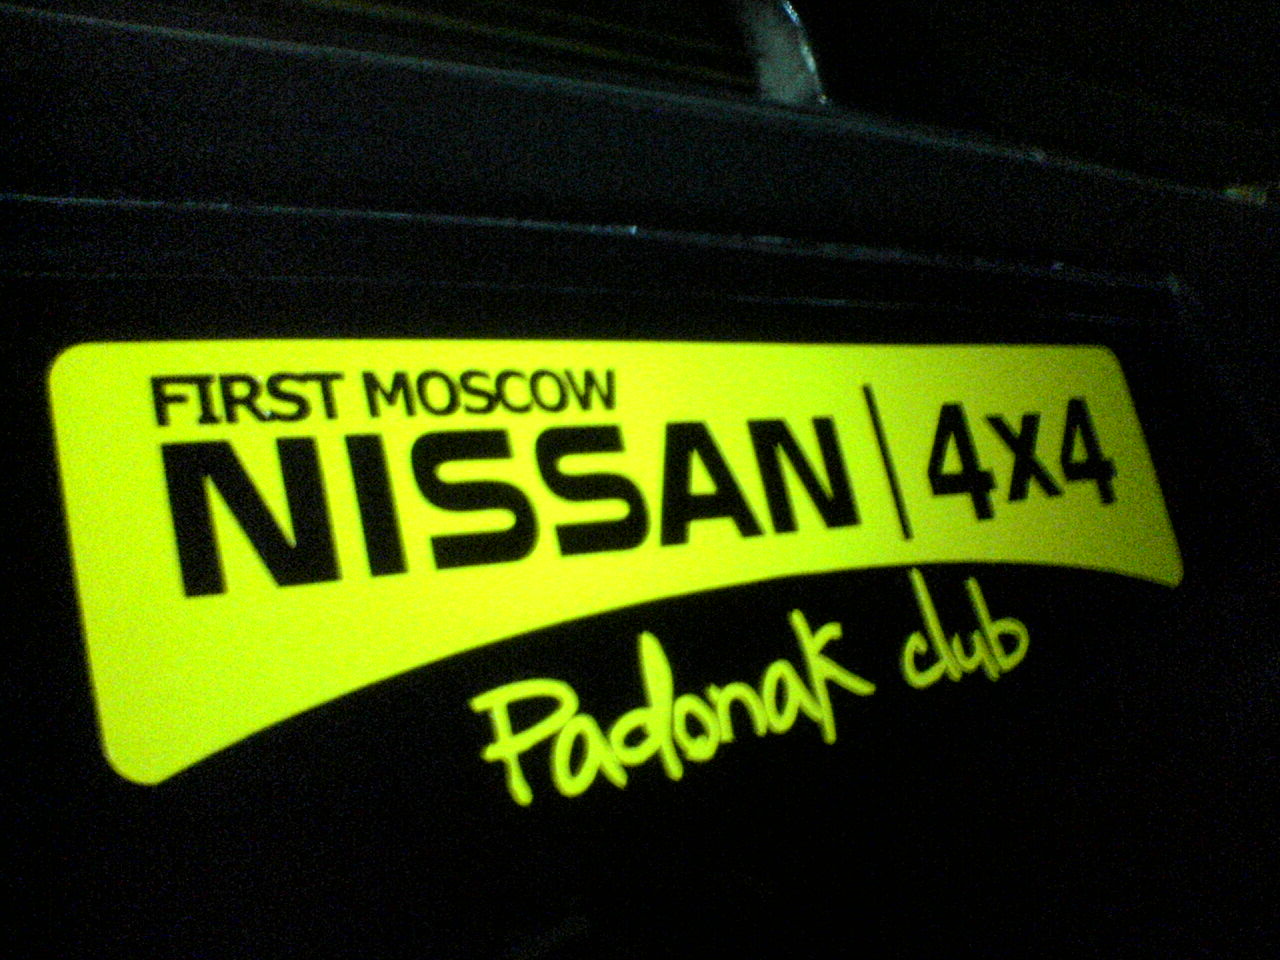 FIRST MOSCOW
NISSAN | 4x4
Padonak club